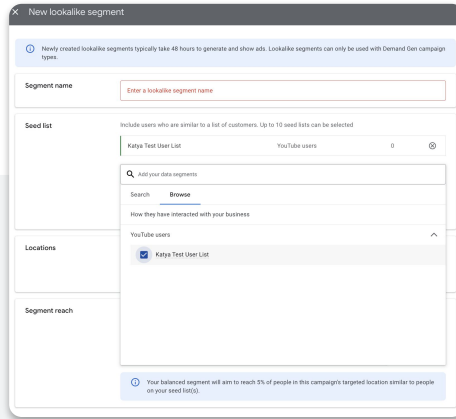 New lookalike segment
Newly created lookalike segments typically take 48 hours to generate and show ads. Lookalike segments can only be used with Demand Gen campaign
types.
Segment name
Enter a lookalike segment name
Seed list
Include users who are similar to a list of customers. Up to 10 seed lists can be selected
Katya Test User List YouTube users 0
Add your data segments
Search Browse
How they have interacted with your business
YouTube users
Katya Test User List
Locations
Segment reach
Your balanced segment will aim to reach 5% of people in this campaign's targeted location similar to people
on your seed list(s).